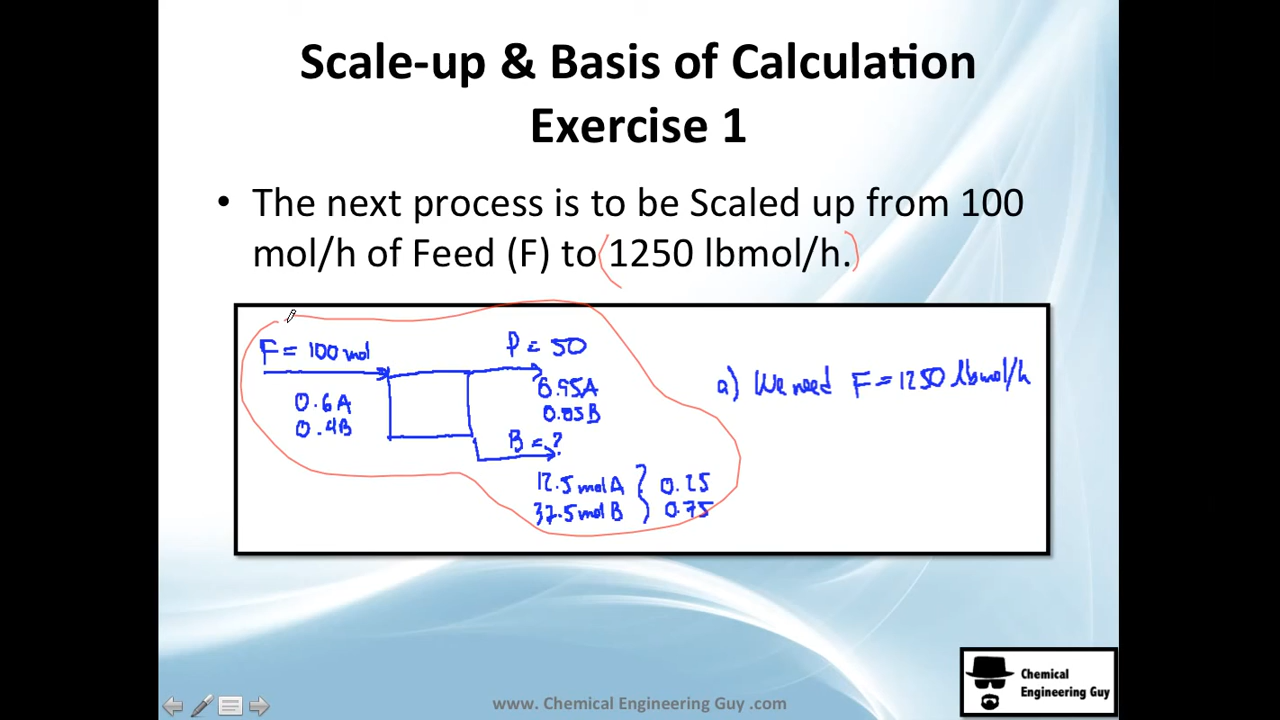 Scale-up & Basis of Calculation
Exercise 1
• The next process is to be Scaled up from 100
mol/h of Feed (F) to 1250 lbmol/h.
F = 100 mol
0.6A
0.4B
P = 50
0.95A
0.05B
B = ?
12.5 mol A } 0.25
37.5 mol B } 0.75
a) We need F = 1250 lbmol/h
www. Chemical Engineering Guy .com
Chemical
Engineering Guy